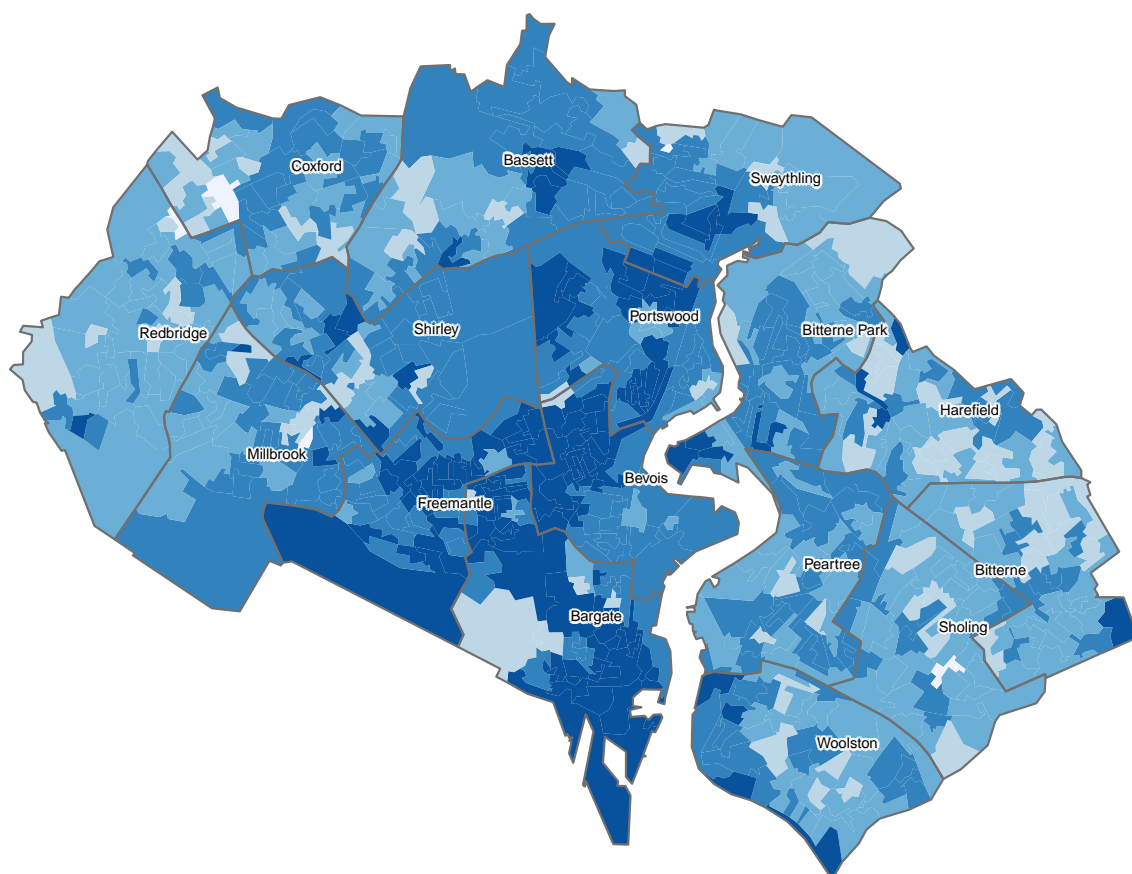 Bassett
Coxford
Swaythling
Portswood
Shirley
Bitterne Park
Redbridge
Harefield
Millbrook
Bevois
Freemantle
Peartree
Bitterne
Bargate
Sholing
Woolston